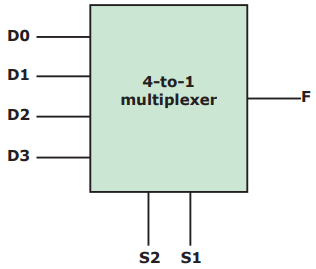 D0
D1
4-to-1
multiplexer
F
D2
D3
S2 S1